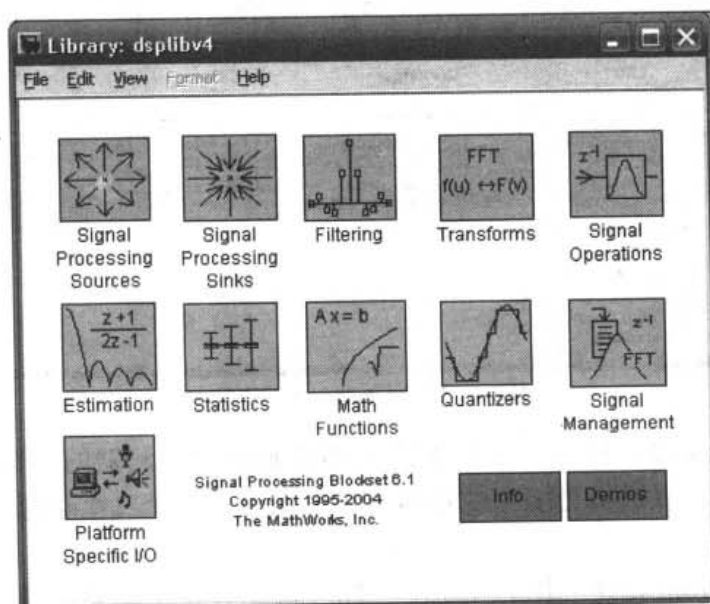 Library: dsplibv4
File Edit View Format Help
FFT
f(u) ↔F(v)
z⁻¹
Signal
Processing
Sources
Signal
Processing
Sinks
Filtering
Transforms
Signal
Operations
z+1
2z-1
Ax = b
z⁻¹
FFT
Estimation
Statistics
Math
Functions
Quantizers
Signal
Management
Platform
Specific I/O
Signal Processing Blockset 6.1
Copyright 1995-2004
The MathWorks, Inc.
Info
Demos